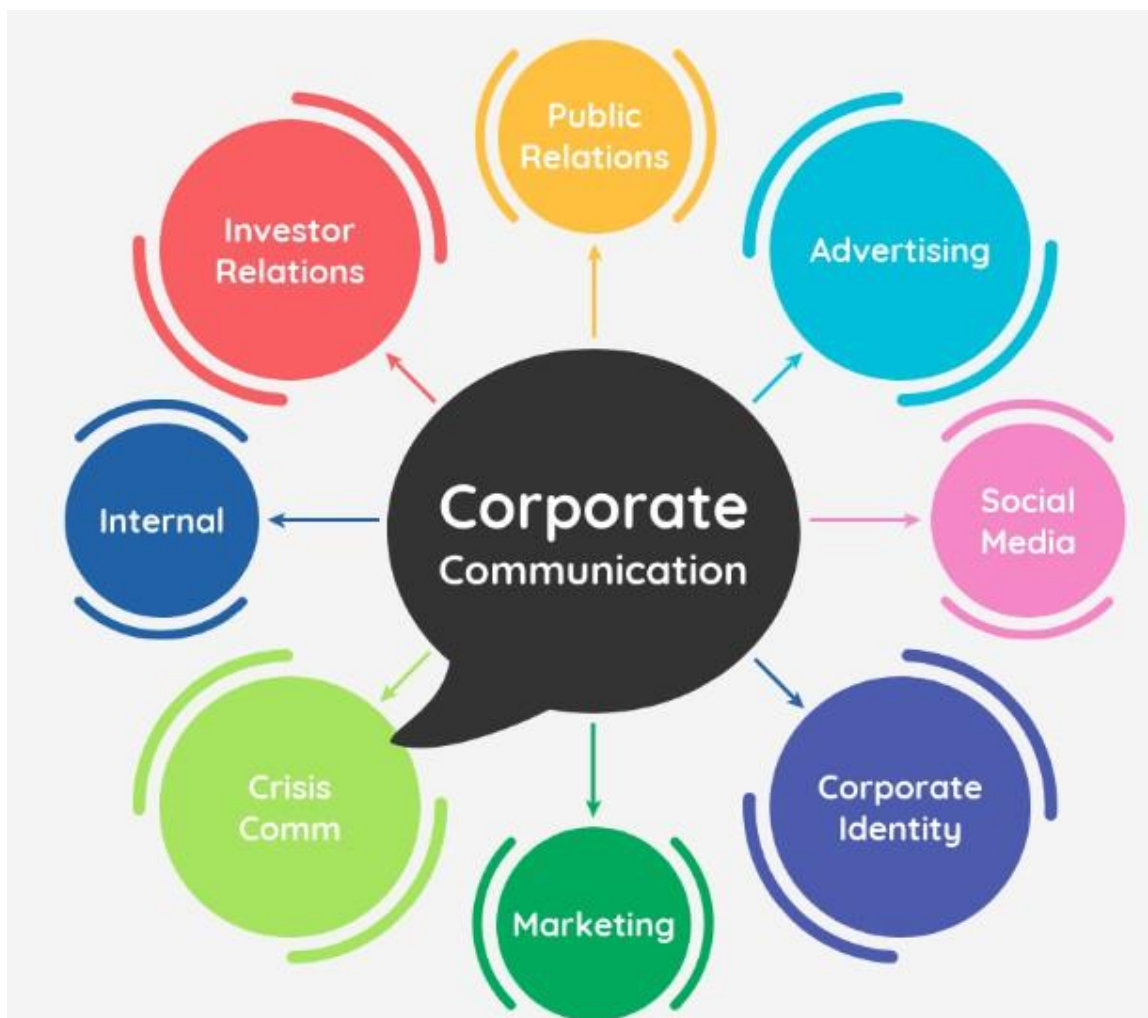 Public
Relations
Investor
Relations
Advertising
Internal
Corporate
Communication
Social
Media
Crisis
Comm
Corporate
Identity
Marketing